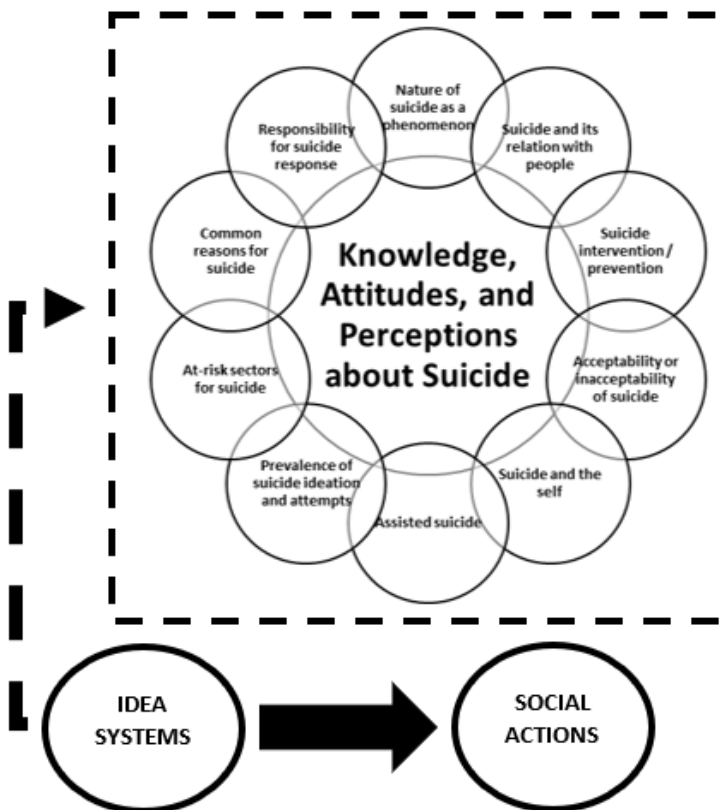 Nature of
suicide as a
phenomenon
Responsibility
for suicide
response
Suicide and its
relation with
people
Common
reasons for
suicide
Suicide
intervention /
prevention
Knowledge,
Attitudes, and
Perceptions
about Suicide
At-risk sectors
for suicide
Acceptability or
inacceptability
of suicide
Prevalence of
suicide ideation
and attempts
Suicide and the
self
Assisted suicide
IDEA
SYSTEMS
SOCIAL
ACTIONS